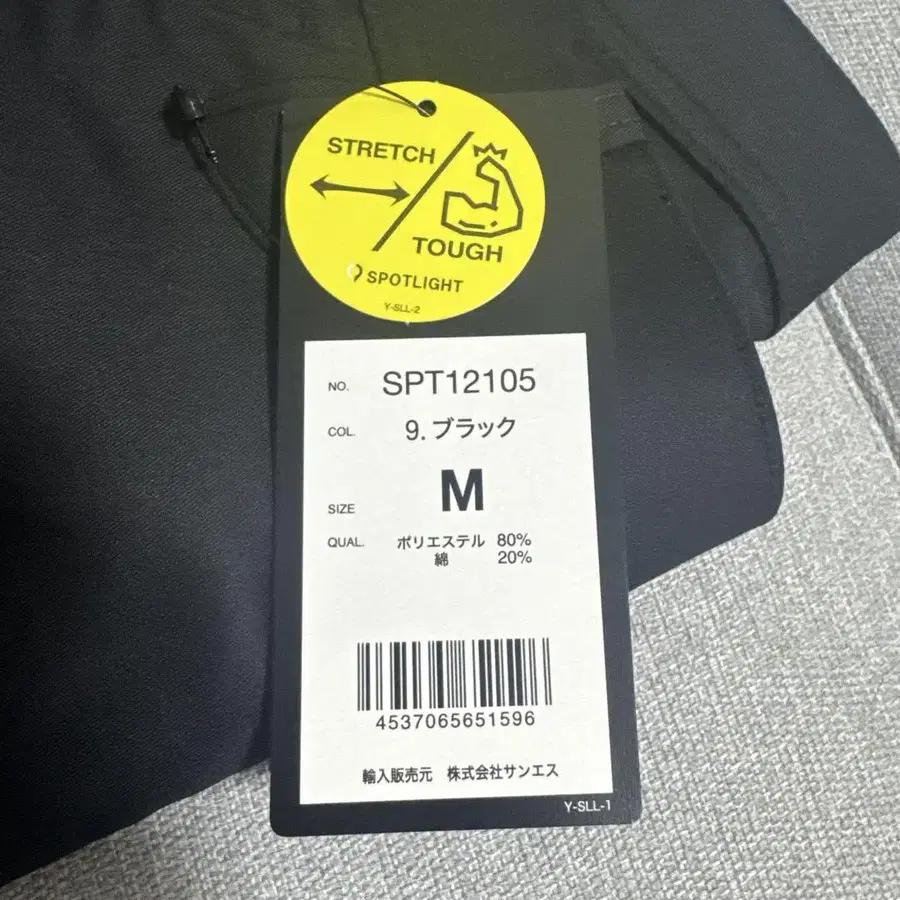 STRETCH
TOUGH
SPOTLIGHT
Y-SLL-2
NO. SPT12105
COL. 9. ブラック
SIZE M
QUAL. ポリエステル 80%
綿 20%
4537065651596
輸入販売元 株式会社サンエス
Y-SLL-1